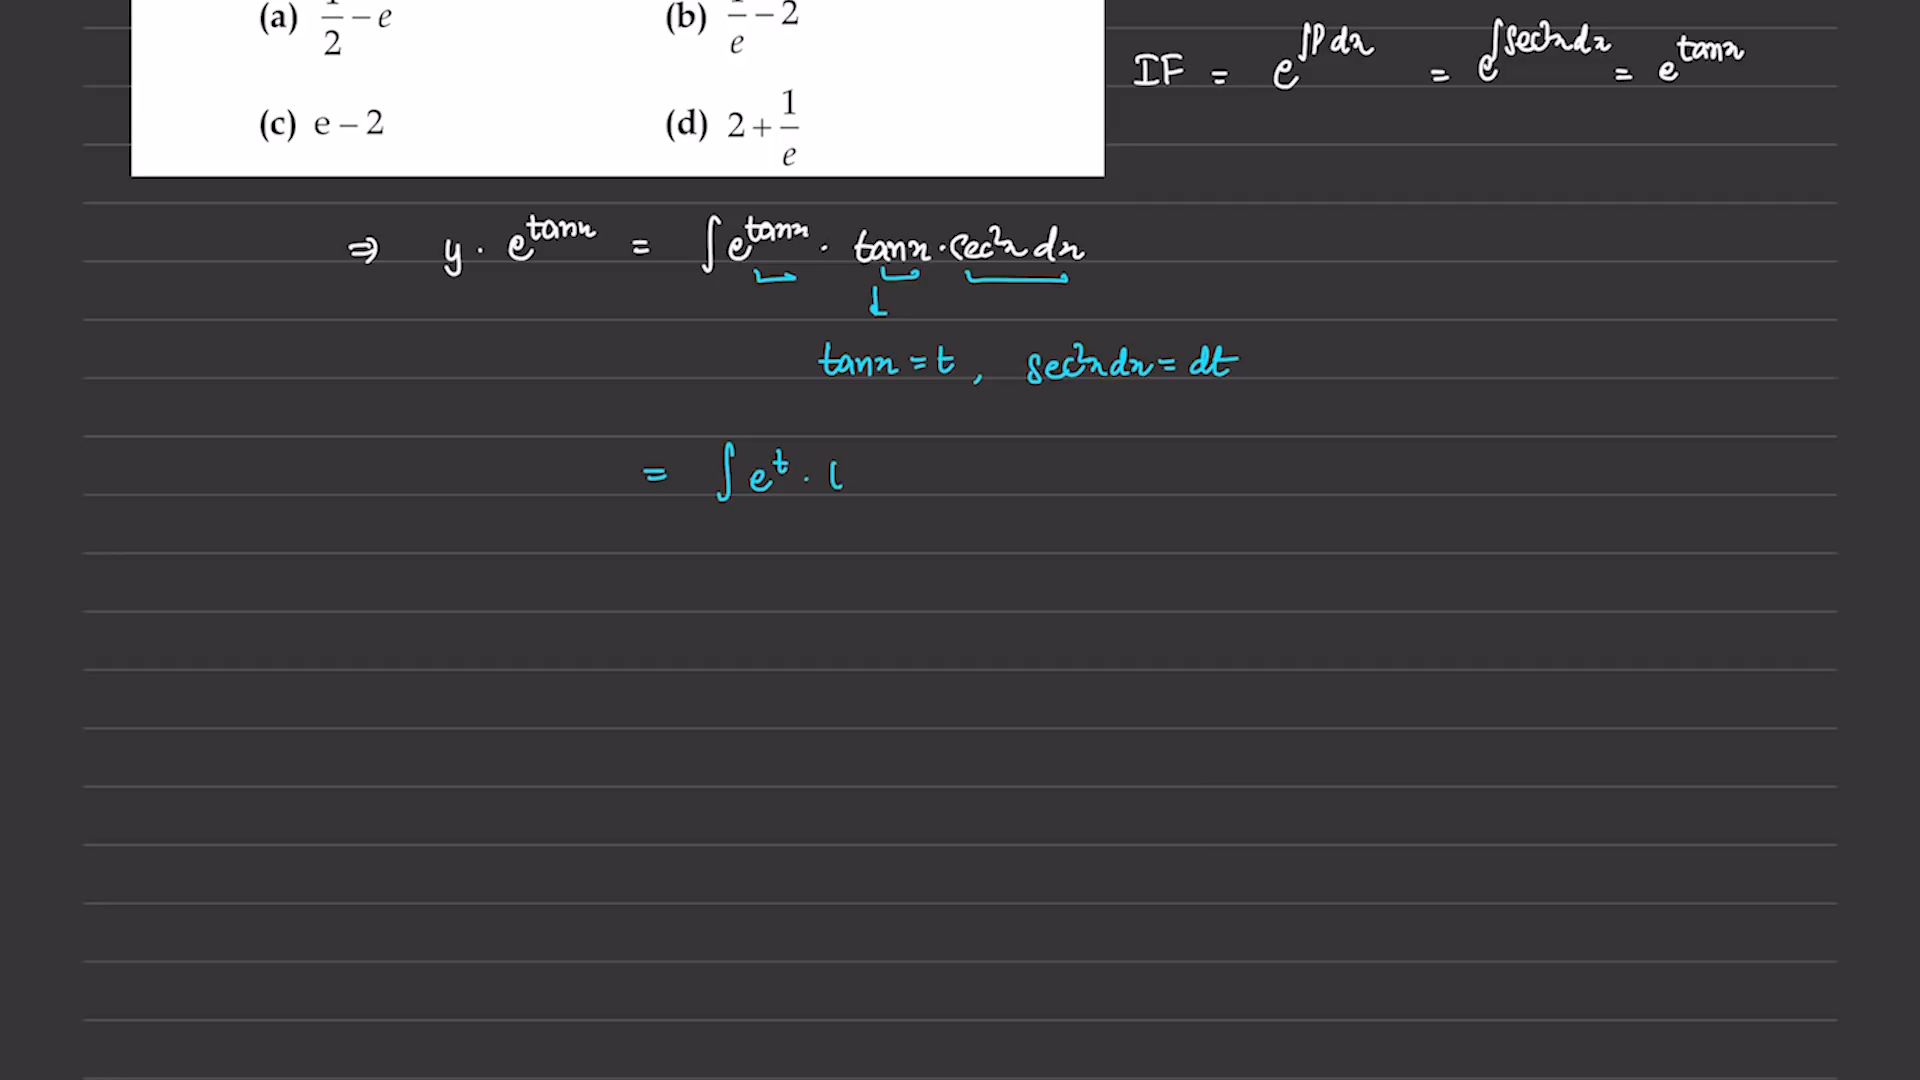 (a) 1/2 − e (b) 1/e − 2
(c) e − 2 (d) 2 + 1/e
IF = e^∫P dx = e^∫sec²x dx = e^tanx
⇒ y · e^tanx = ∫e^tanx · tanx · sec²x dx
tanx = t , sec²x dx = dt
= ∫e^t ·